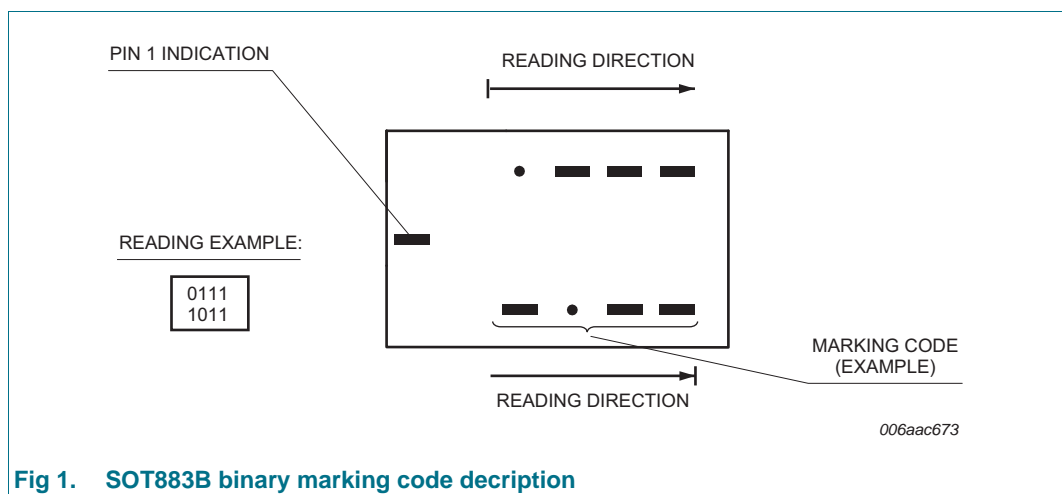 PIN 1 INDICATION
READING DIRECTION
READING EXAMPLE:
0111
1011
MARKING CODE
(EXAMPLE)
READING DIRECTION
006aac673
Fig 1. SOT883B binary marking code decription